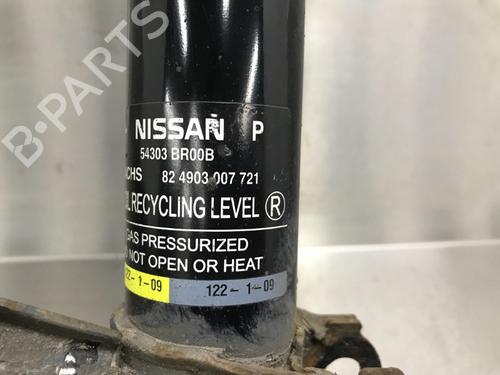 B-PARTS
NISSAN P
54303 BR00B
CHS 82 4903 007 721
L RECYCLING LEVEL R
GAS PRESSURIZED
NOT OPEN OR HEAT
22-1-09 122-1-09